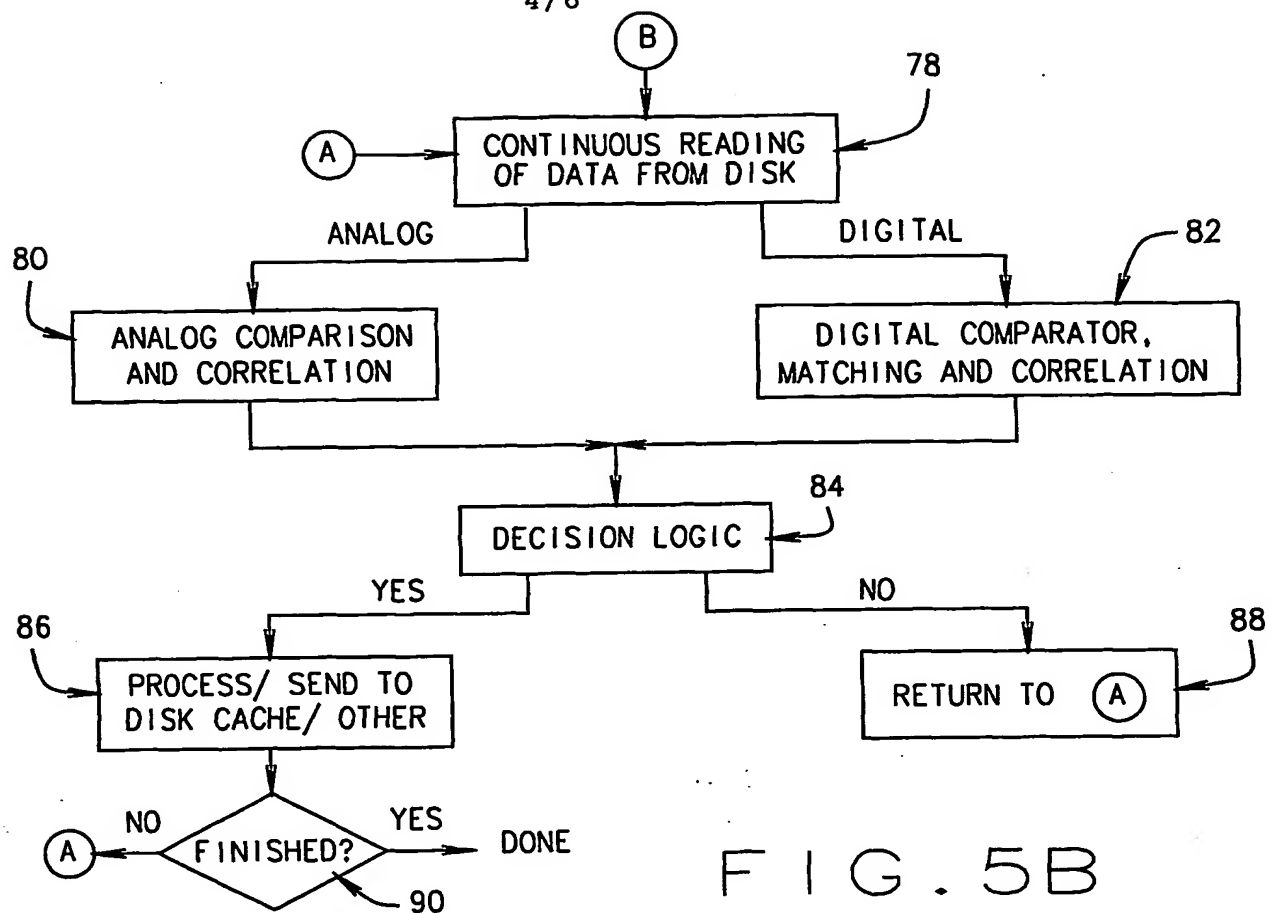 4/6
B
78
A
CONTINUOUS READING
OF DATA FROM DISK
ANALOG
DIGITAL
80
82
ANALOG COMPARISON
AND CORRELATION
DIGITAL COMPARATOR,
MATCHING AND CORRELATION
84
DECISION LOGIC
YES
NO
86
88
PROCESS/ SEND TO
DISK CACHE/ OTHER
RETURN TO A
NO
YES
A
FINISHED?
DONE
90
FIG. 5B